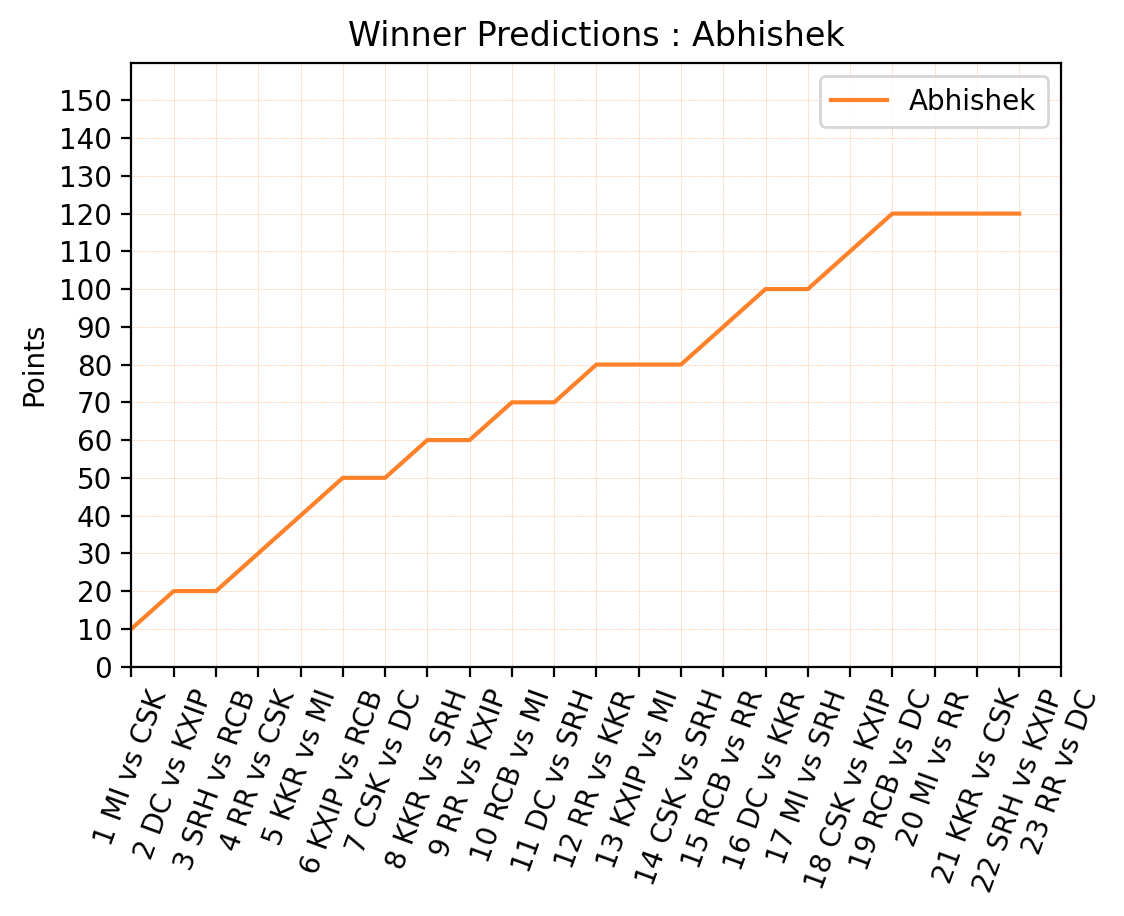 Winner Predictions : Abhishek
Abhishek
Points
150
140
130
120
110
100
90
80
70
60
50
40
30
20
10
0
1 MI vs CSK
2 DC vs KXIP
3 SRH vs RCB
4 RR vs CSK
5 KKR vs MI
6 KXIP vs RCB
7 CSK vs DC
8 KKR vs SRH
9 RR vs KXIP
10 RCB vs MI
11 DC vs SRH
12 RR vs KKR
13 KXIP vs MI
14 CSK vs SRH
15 RCB vs RR
16 DC vs KKR
17 MI vs SRH
18 CSK vs KXIP
19 RCB vs DC
20 MI vs RR
21 KKR vs CSK
22 SRH vs KXIP
23 RR vs DC